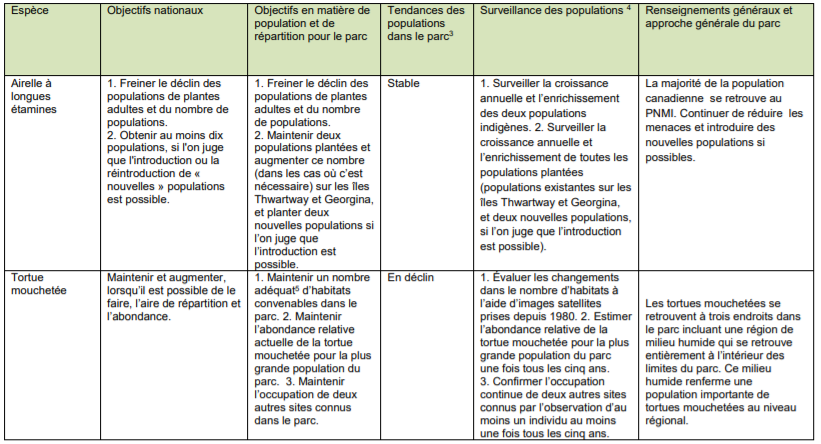 Espèce
Objectifs nationaux
Objectifs en matière de
population et de
répartition pour le parc
Tendances des
populations
dans le parc³
Surveillance des populations ⁴
Renseignements généraux et
approche générale du parc
Airelle à
longues
étamines
1. Freiner le déclin des
populations de plantes
adultes et du nombre de
populations.
2. Obtenir au moins dix
populations, si l'on juge
que l'introduction ou la
réintroduction de «
nouvelles » populations
est possible.
1. Freiner le déclin des
populations de plantes
adultes et du nombre
de populations.
2. Maintenir deux
populations plantées et
augmenter ce nombre
(dans les cas où c'est
nécessaire) sur les îles
Thwartway et Georgina,
et planter deux
nouvelles populations si
l'on juge que
l'introduction est
possible.
Stable
1. Surveiller la croissance
annuelle et l'enrichissement
des deux populations
indigènes. 2. Surveiller la
croissance annuelle et
l'enrichissement de toutes les
populations plantées
(populations existantes sur les
îles Thwartway et Georgina,
et deux nouvelles populations,
si l'on juge que l'introduction
est possible).
La majorité de la population
canadienne se retrouve au
PNMI. Continuer de réduire les
menaces et introduire des
nouvelles populations si
possibles.
Tortue
mouchetée
Maintenir et augmenter,
lorsqu'il est possible de le
faire, l'aire de répartition et
l'abondance.
1. Maintenir un nombre
adéquat⁵ d'habitats
convenables dans le
parc. 2. Maintenir
l'abondance relative
actuelle de la tortue
mouchetée pour la plus
grande population du
parc. 3. Maintenir
l'occupation de deux
autres sites connus
dans le parc.
En déclin
1. Évaluer les changements
dans le nombre d'habitats à
l'aide d'images satellites
prises depuis 1980. 2. Estimer
l'abondance relative de la
tortue mouchetée pour la plus
grande population du parc
une fois tous les cinq ans.
3. Confirmer l'occupation
continue de deux autres sites
connus par l'observation d'au
moins un individu au moins
une fois tous les cinq ans.
Les tortues mouchetées se
retrouvent à trois endroits dans
le parc incluant une région de
milieu humide qui se retrouve
entièrement à l'intérieur des
limites du parc. Ce milieu
humide renferme une
population importante de
tortues mouchetées au niveau
régional.